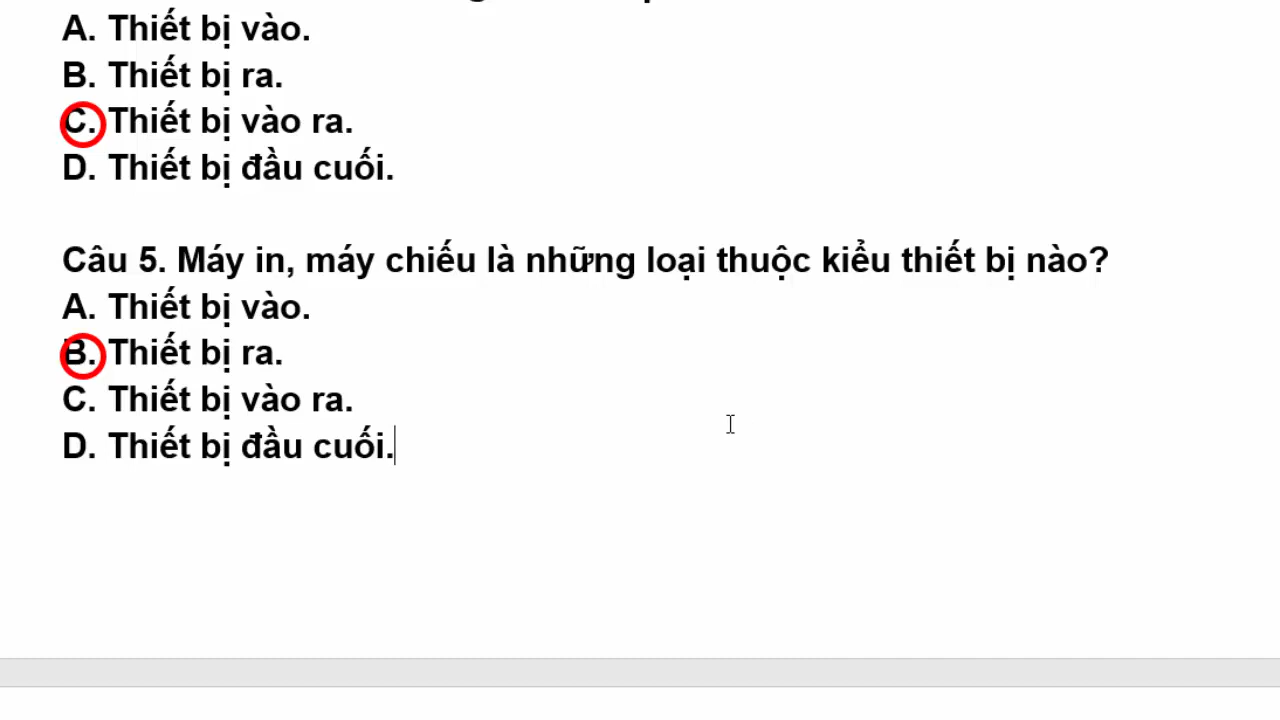 A. Thiết bị vào.
B. Thiết bị ra.
C. Thiết bị vào ra.
D. Thiết bị đầu cuối.
Câu 5. Máy in, máy chiếu là những loại thuộc kiểu thiết bị nào?
A. Thiết bị vào.
B. Thiết bị ra.
C. Thiết bị vào ra.
D. Thiết bị đầu cuối.